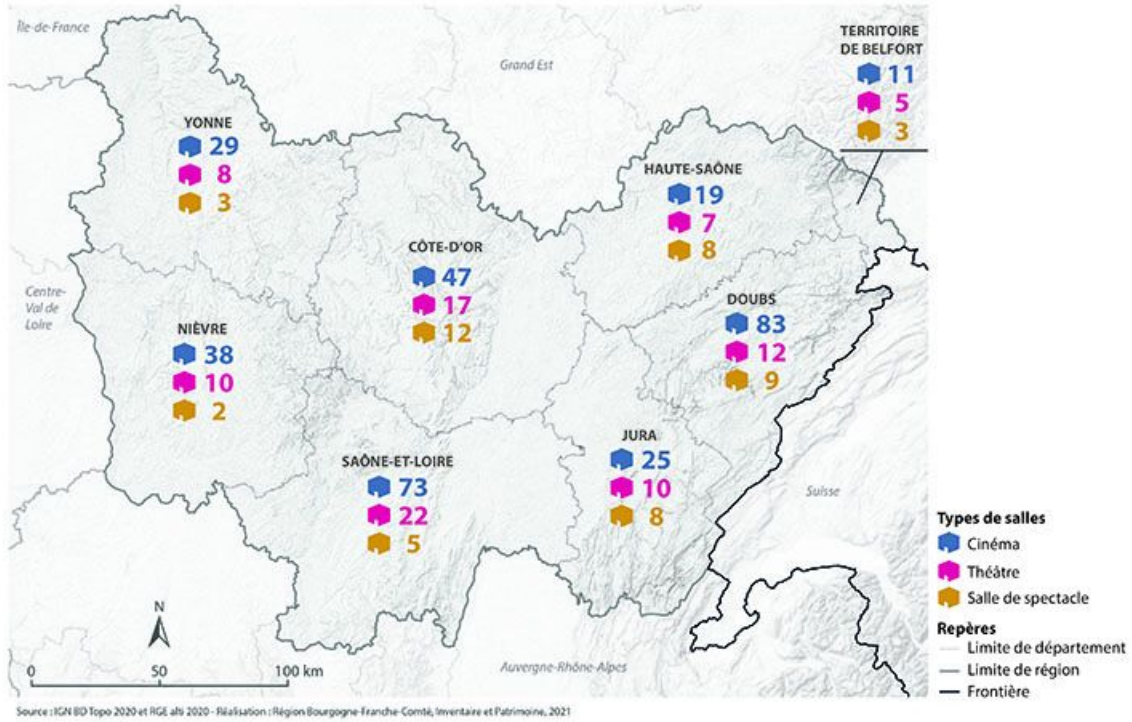 Île-de-France
Grand Est
TERRITOIRE
DE BELFORT
11
5
3
YONNE
29
8
3
HAUTE-SAÔNE
19
7
8
CÔTE-D'OR
47
17
12
Centre-
Val de
Loire
NIÈVRE
38
10
2
DOUBS
83
12
9
SAÔNE-ET-LOIRE
73
22
5
JURA
25
10
8
Suisse
Auvergne-Rhône-Alpes
N
0 50 100 km
Types de salles
Cinéma
Théâtre
Salle de spectacle
Repères
Limite de département
Limite de région
Frontière
Source : IGN BD Topo 2020 et RGE alti 2020 - Réalisation : Région Bourgogne-Franche-Comté, Inventaire et Patrimoine, 2021